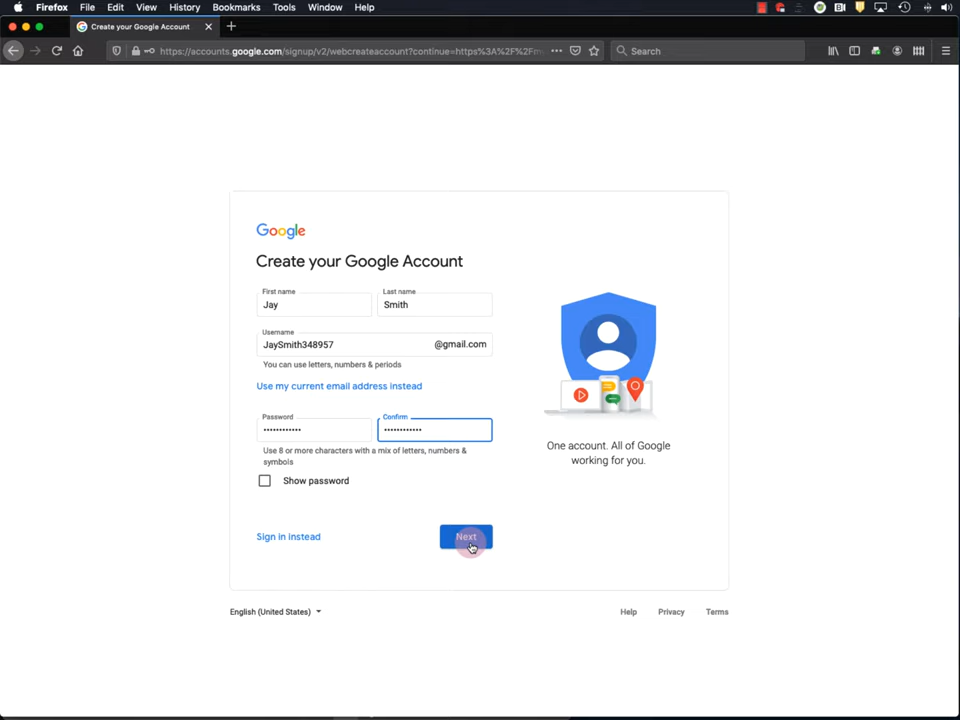 Firefox File Edit View History Bookmarks Tools Window Help
Create your Google Account
https://accounts.google.com/signup/v2/webcreateaccount?continue=https%3A%2F%2Fm
Search
Google
Create your Google Account
First name
Last name
Jay
Smith
Username
JaySmith348957
@gmail.com
You can use letters, numbers & periods
Use my current email address instead
Password
Confirm
••••••••••••
••••••••••••
Use 8 or more characters with a mix of letters, numbers &
symbols
Show password
One account. All of Google
working for you.
Sign in instead
Next
English (United States)
Help
Privacy
Terms